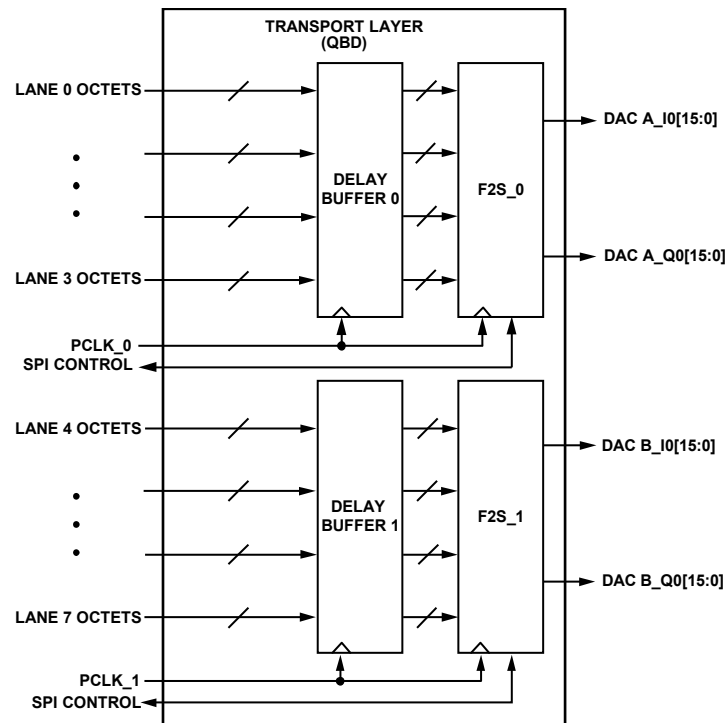 TRANSPORT LAYER
(QBD)
LANE 0 OCTETS
LANE 3 OCTETS
DELAY
BUFFER 0
F2S_0
DAC A_I0[15:0]
DAC A_Q0[15:0]
PCLK_0
SPI CONTROL
LANE 4 OCTETS
LANE 7 OCTETS
DELAY
BUFFER 1
F2S_1
DAC B_I0[15:0]
DAC B_Q0[15:0]
PCLK_1
SPI CONTROL